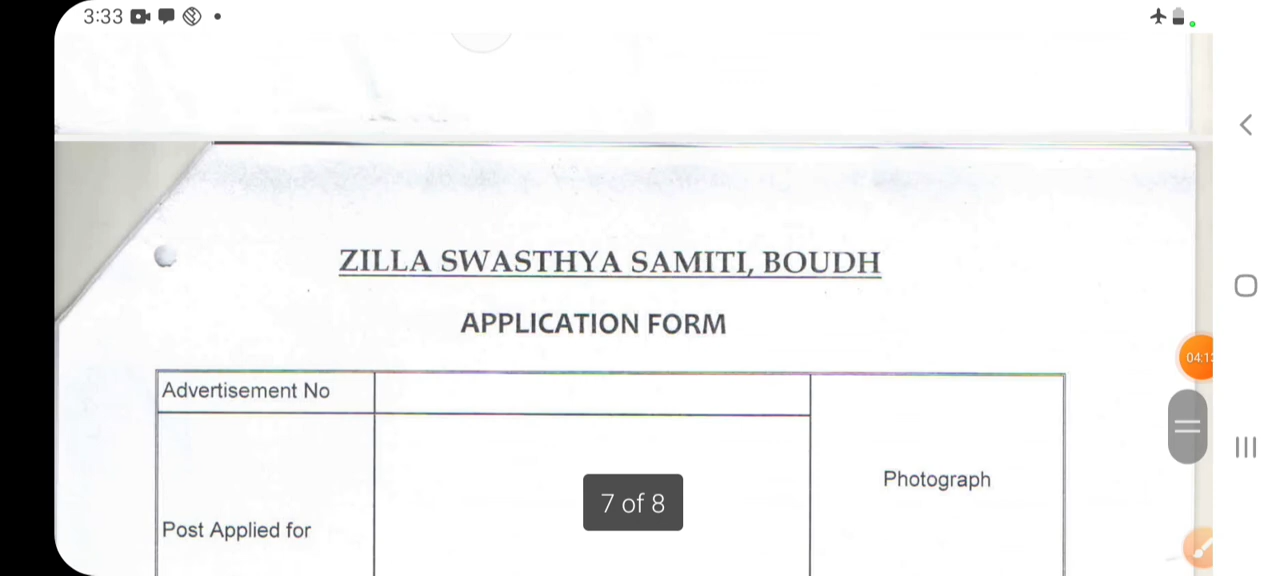 3:33
ZILLA SWASTHYA SAMITI, BOUDH
APPLICATION FORM
Advertisement No
Photograph
7 of 8
Post Applied for